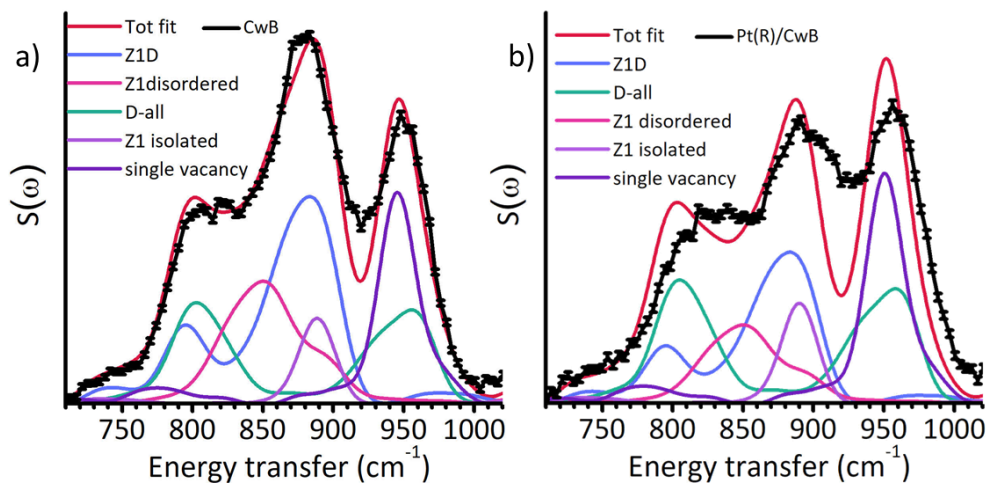 a)
Tot fit
CwB
Z1D
Z1disordered
D-all
Z1 isolated
single vacancy
S(ω)
750 800 850 900 950 1000
Energy transfer (cm⁻¹)
b)
Tot fit
Pt(R)/CwB
Z1D
D-all
Z1 disordered
Z1 isolated
single vacancy
S(ω)
750 800 850 900 950 1000
Energy transfer (cm⁻¹)